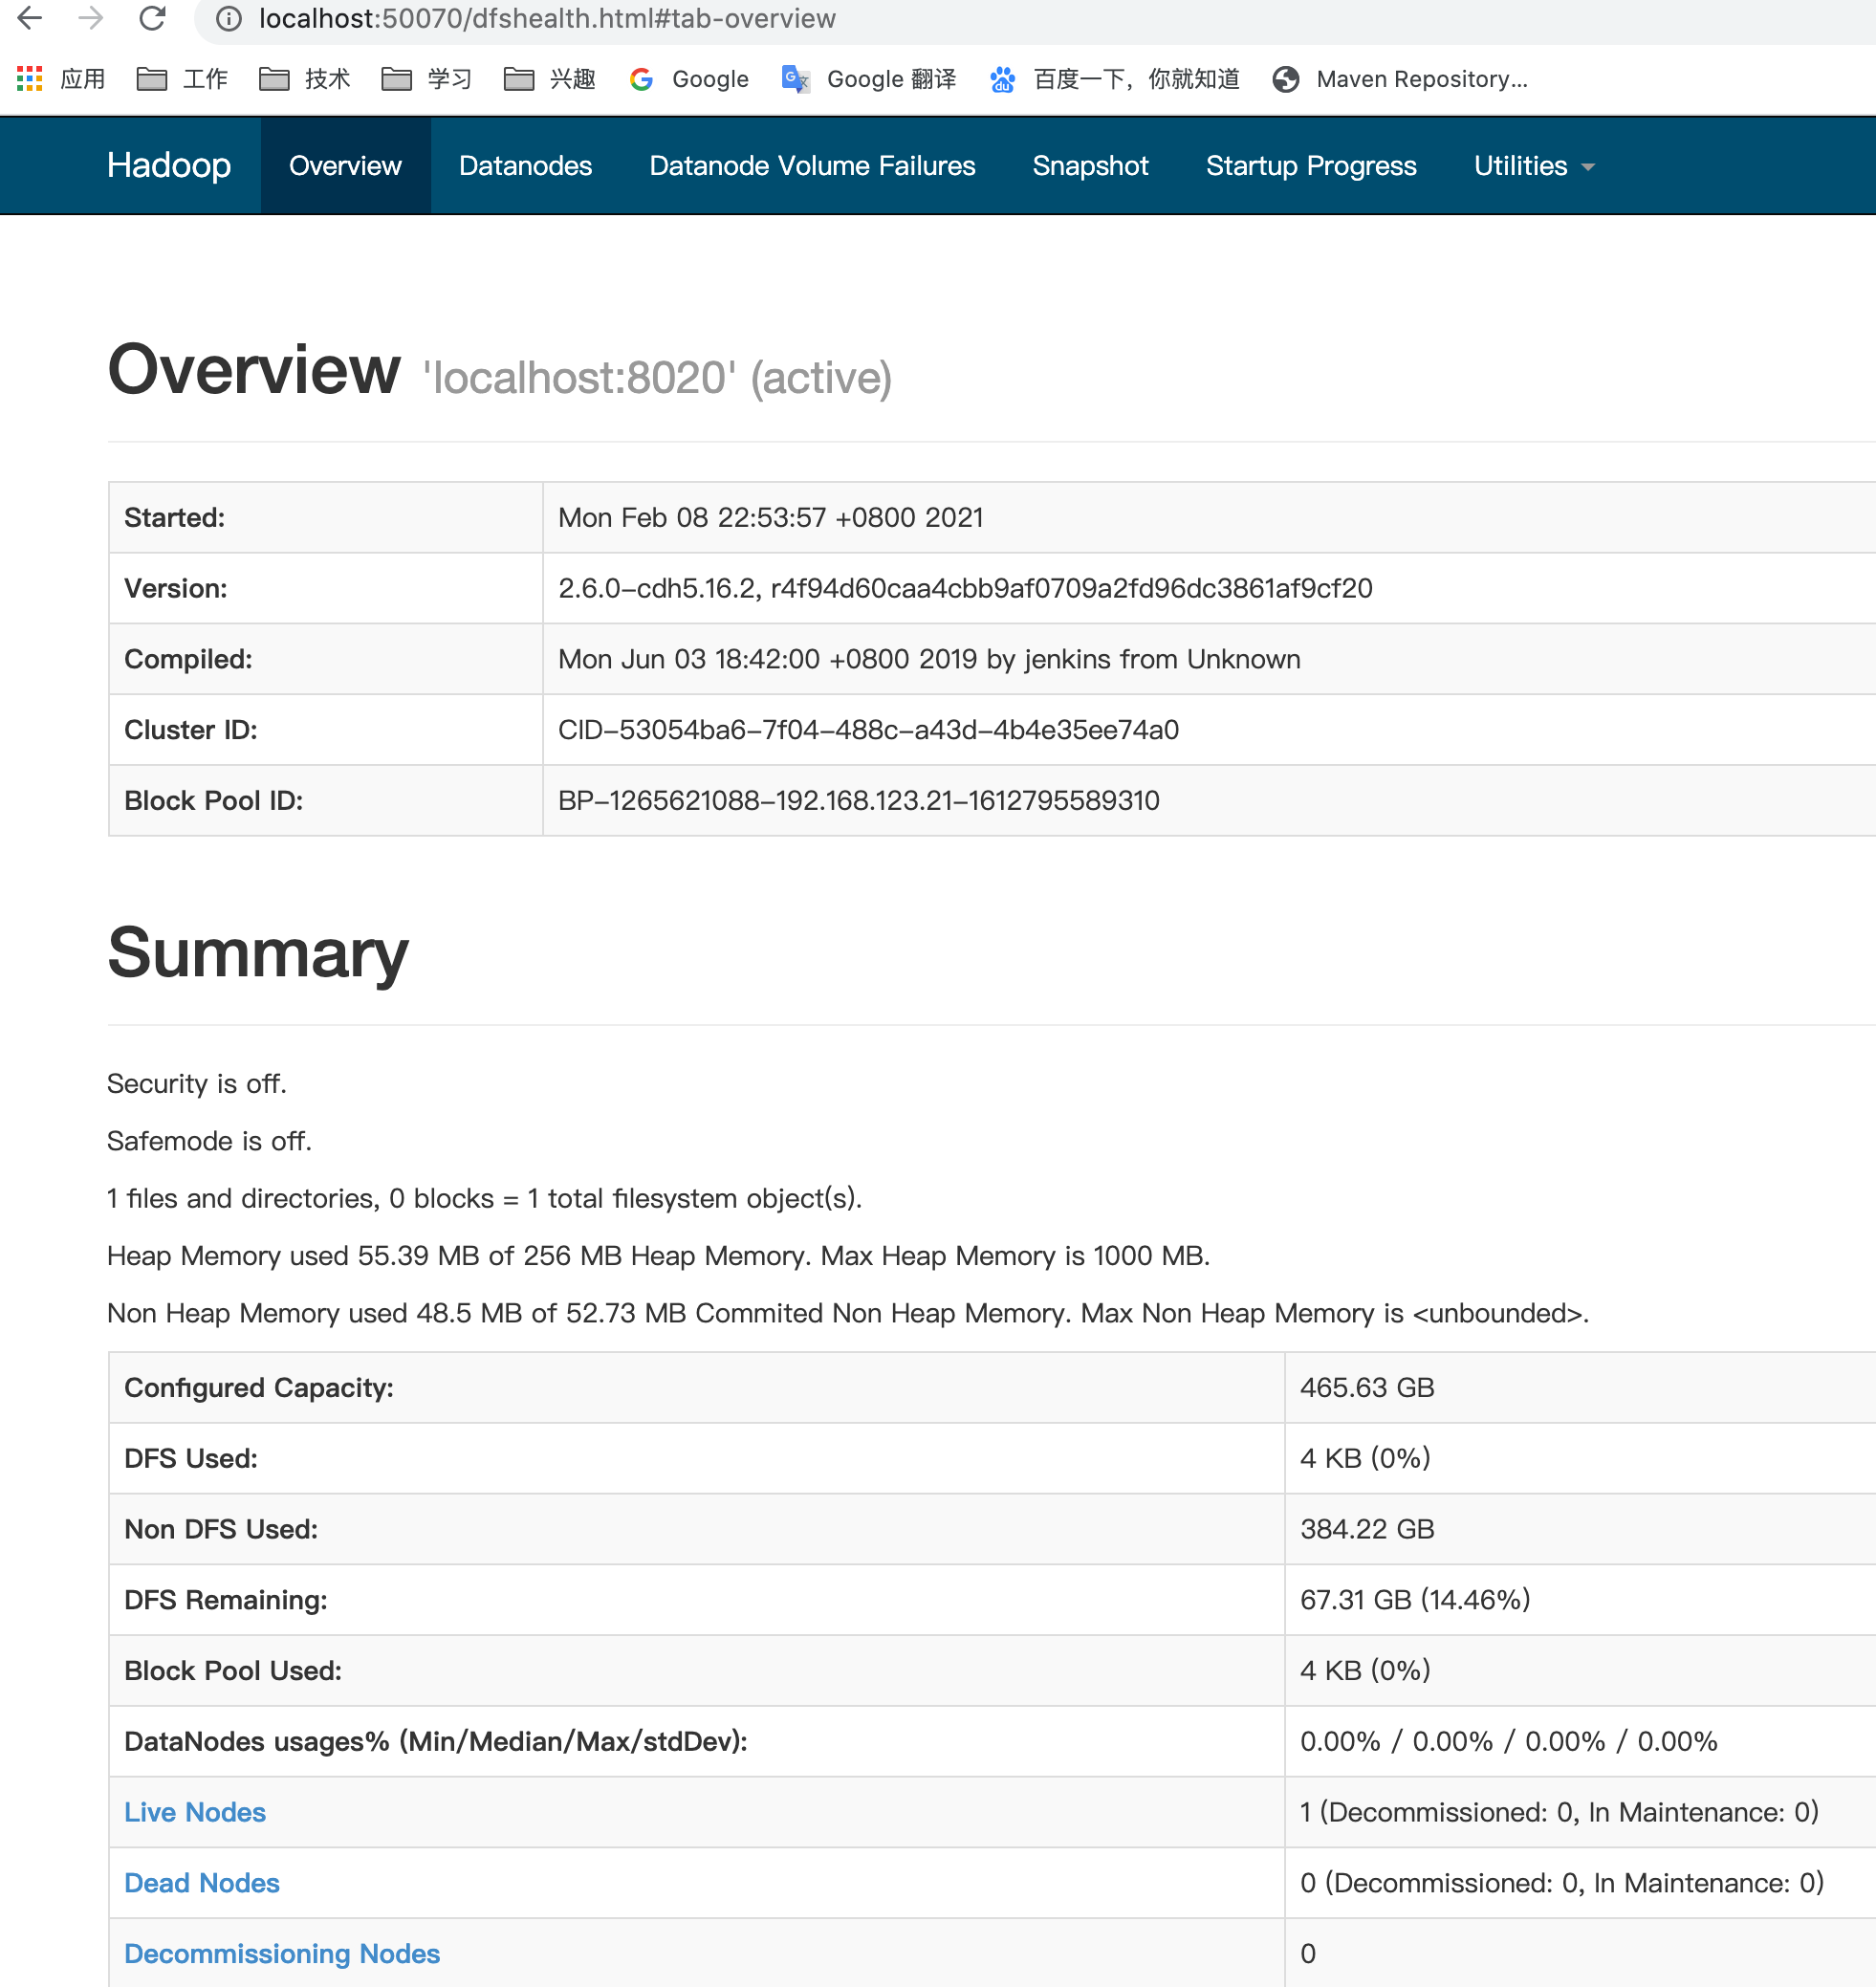 localhost:50070/dfshealth.html#tab-overview
应用 工作 技术 学习 兴趣 Google Google 翻译 百度一下，你就知道 Maven Repository...
Hadoop Overview Datanodes Datanode Volume Failures Snapshot Startup Progress Utilities
Overview 'localhost:8020' (active)
Started: Mon Feb 08 22:53:57 +0800 2021
Version: 2.6.0-cdh5.16.2, r4f94d60caa4cbb9af0709a2fd96dc3861af9cf20
Compiled: Mon Jun 03 18:42:00 +0800 2019 by jenkins from Unknown
Cluster ID: CID-53054ba6-7f04-488c-a43d-4b4e35ee74a0
Block Pool ID: BP-1265621088-192.168.123.21-1612795589310
Summary
Security is off.
Safemode is off.
1 files and directories, 0 blocks = 1 total filesystem object(s).
Heap Memory used 55.39 MB of 256 MB Heap Memory. Max Heap Memory is 1000 MB.
Non Heap Memory used 48.5 MB of 52.73 MB Commited Non Heap Memory. Max Non Heap Memory is <unbounded>.
Configured Capacity: 465.63 GB
DFS Used: 4 KB (0%)
Non DFS Used: 384.22 GB
DFS Remaining: 67.31 GB (14.46%)
Block Pool Used: 4 KB (0%)
DataNodes usages% (Min/Median/Max/stdDev): 0.00% / 0.00% / 0.00% / 0.00%
Live Nodes 1 (Decommissioned: 0, In Maintenance: 0)
Dead Nodes 0 (Decommissioned: 0, In Maintenance: 0)
Decommissioning Nodes 0